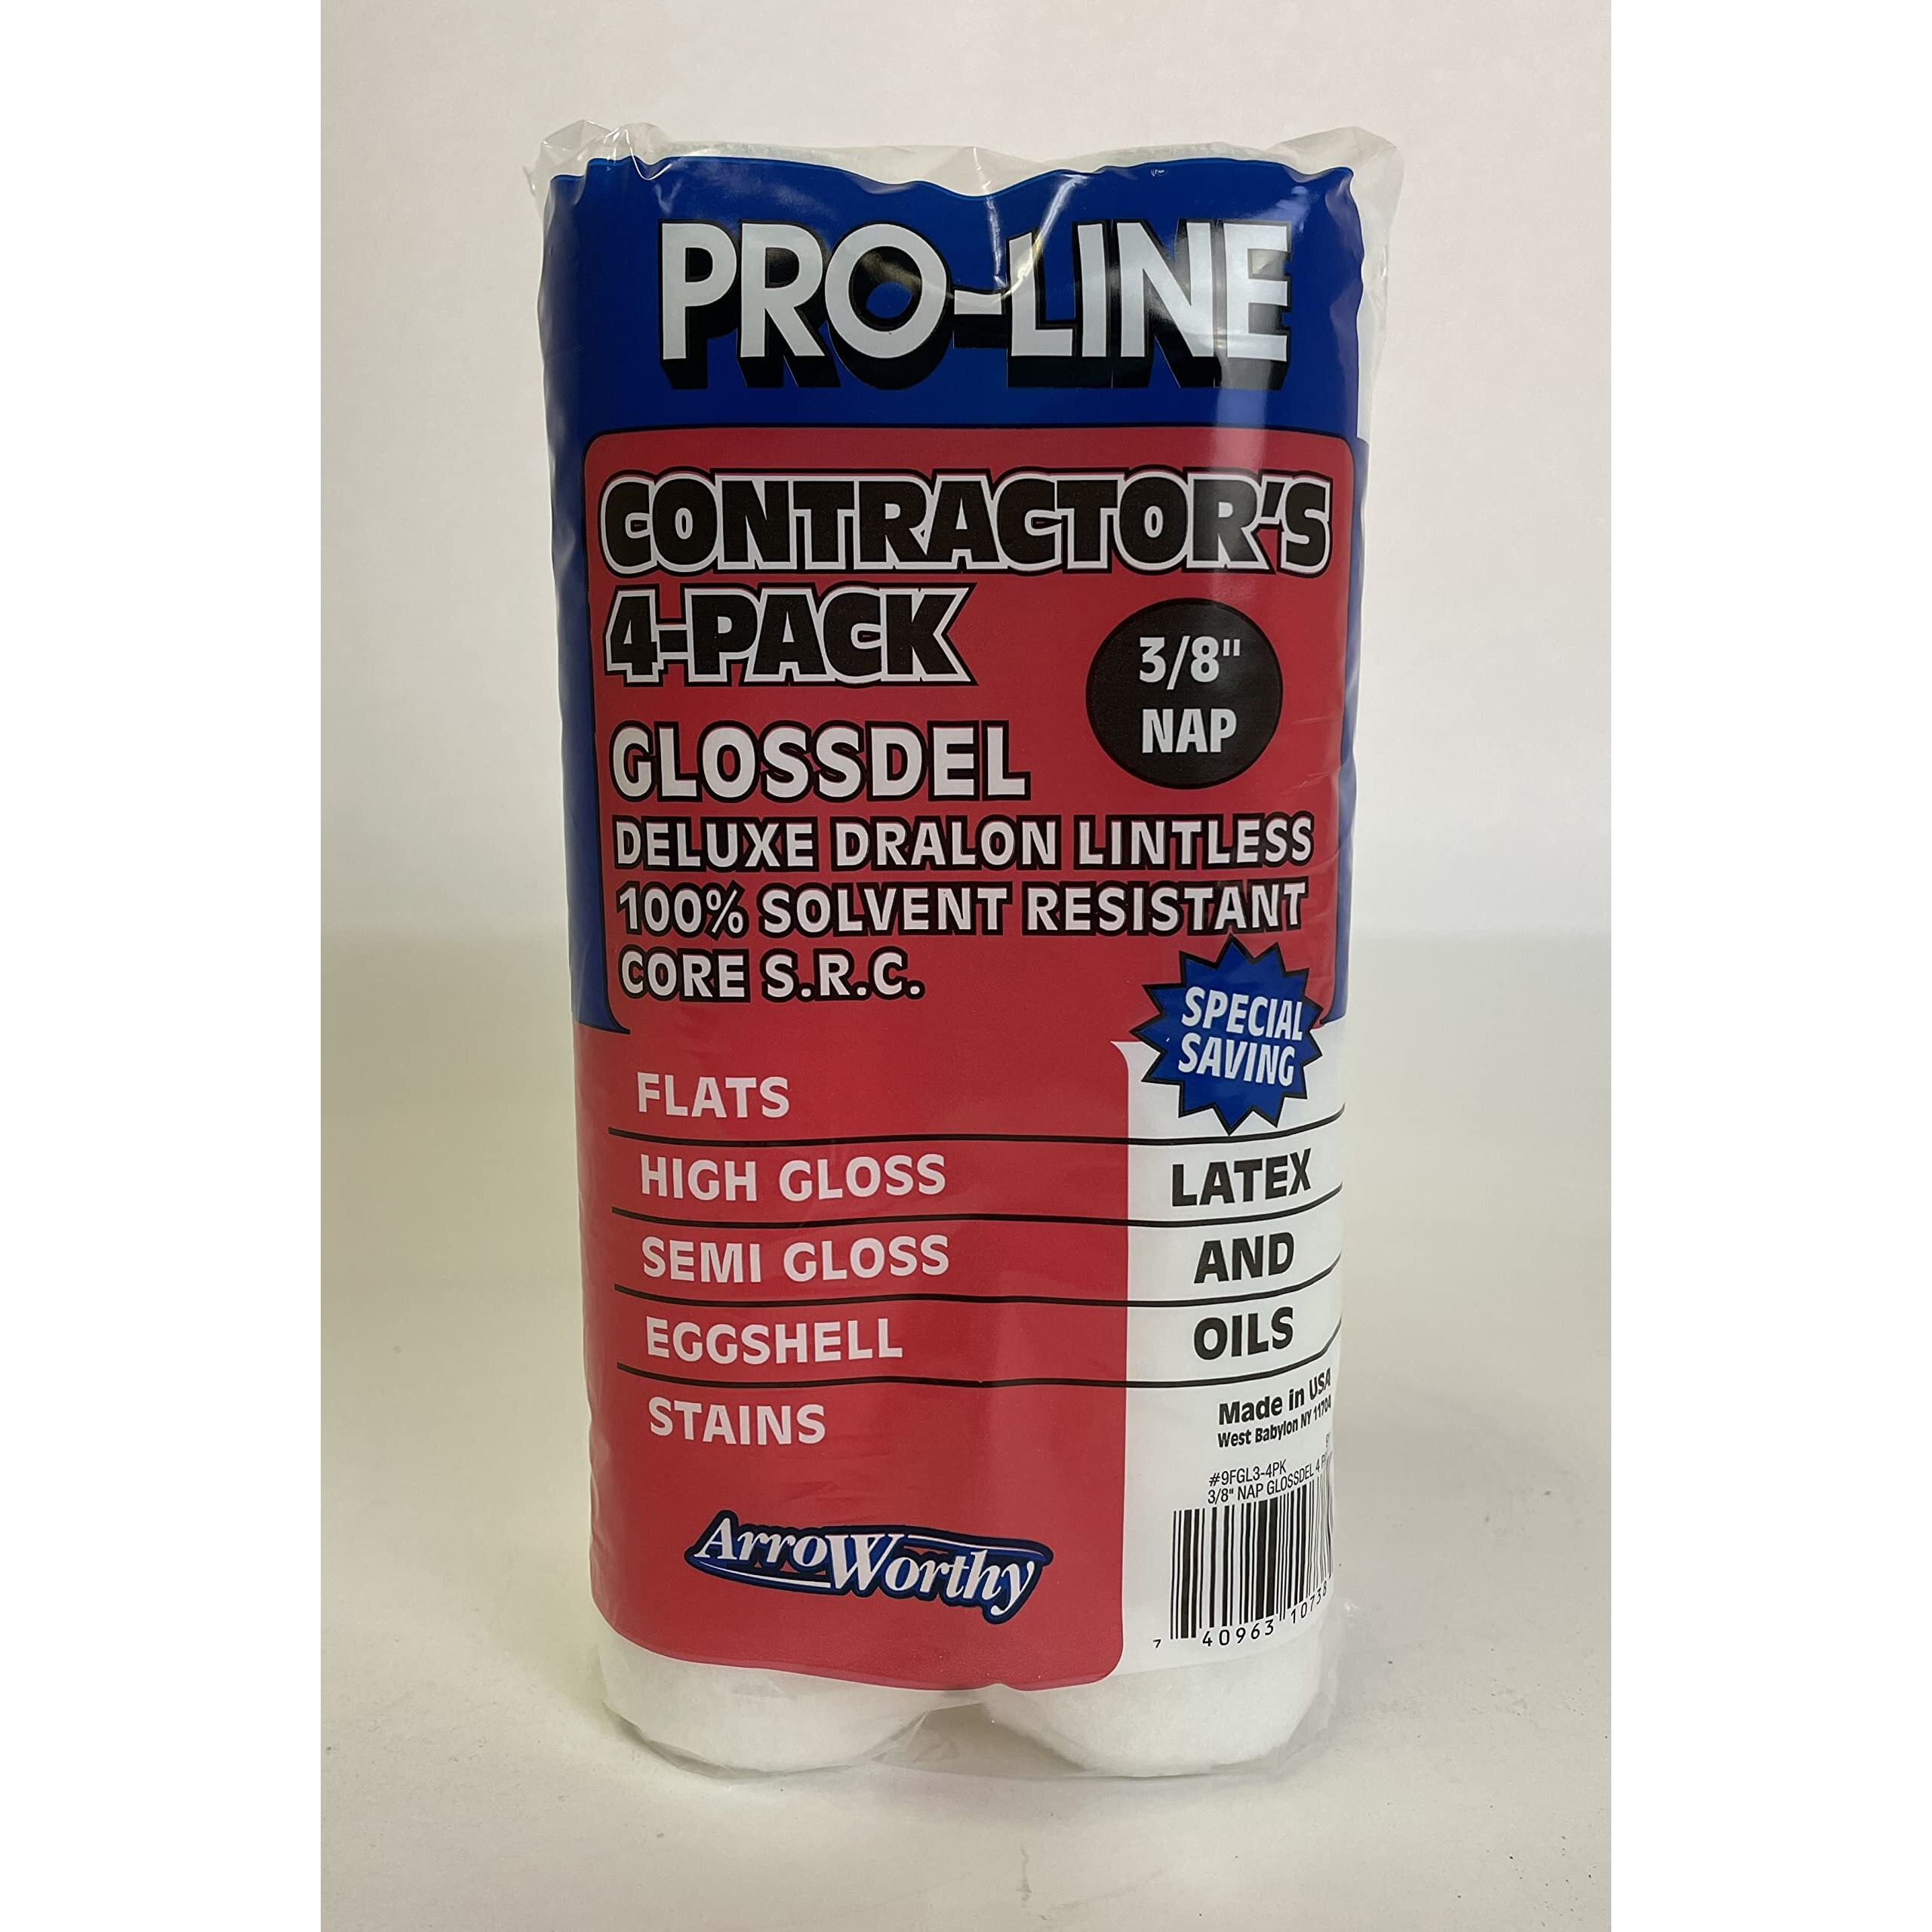 PRO-LINE
CONTRACTOR'S
4-PACK
3/8"
NAP
GLOSSDEL
DELUXE DRALON LINTLESS
100% SOLVENT RESISTANT
CORE S.R.C.
SPECIAL
SAVING
FLATS
HIGH GLOSS
SEMI GLOSS
EGGSHELL
STAINS
LATEX
AND
OILS
Made in USA
West Babylon NY 11704
#9FGL3-4PK
3/8" NAP GLOSSDEL 4
ArroWorthy
7 40963 10738